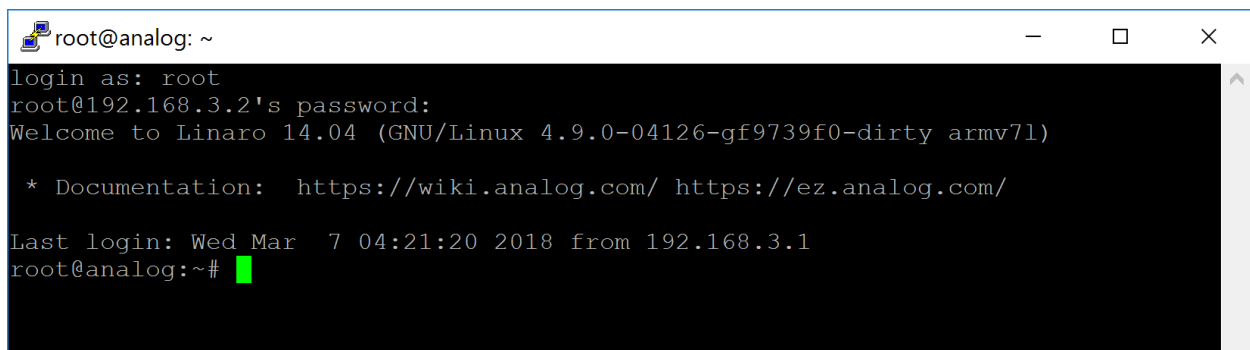 root@analog: ~
login as: root
root@192.168.3.2's password:
Welcome to Linaro 14.04 (GNU/Linux 4.9.0-04126-gf9739f0-dirty armv7l)
 * Documentation:  https://wiki.analog.com/ https://ez.analog.com/
Last login: Wed Mar  7 04:21:20 2018 from 192.168.3.1
root@analog:~#